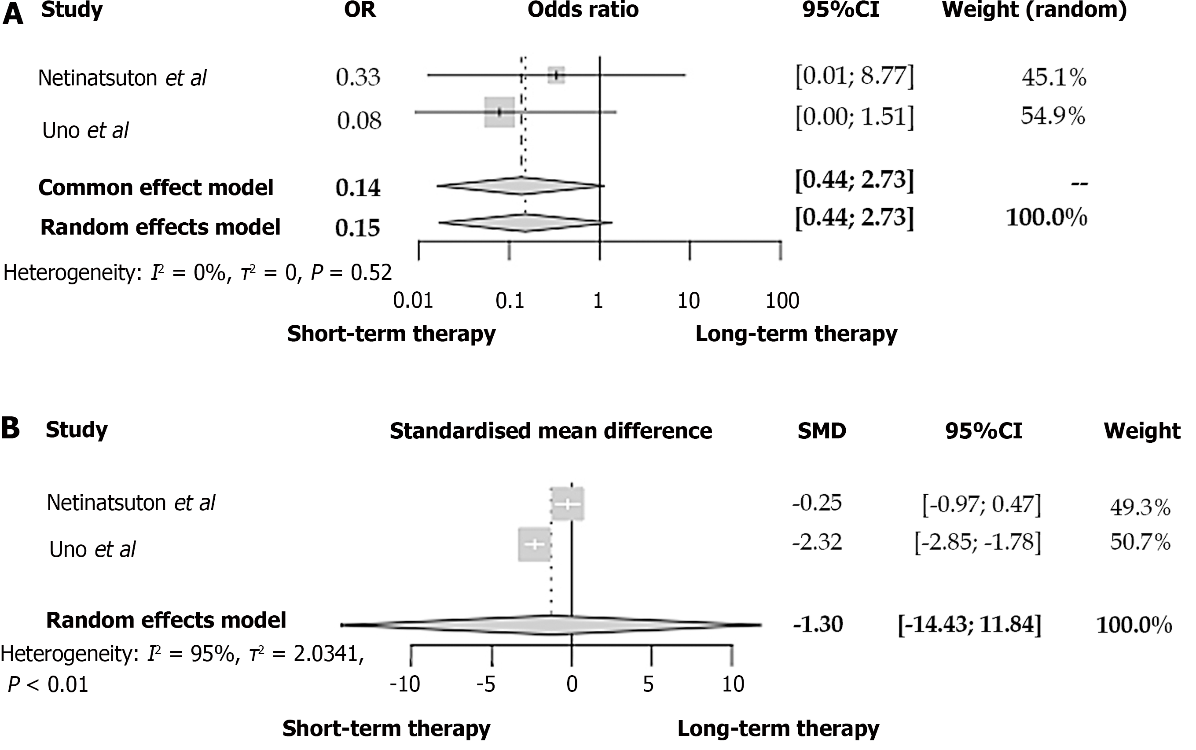 A Study OR Odds ratio 95%CI Weight (random)
Netinatsuton et al 0.33 [0.01; 8.77] 45.1%
Uno et al 0.08 [0.00; 1.51] 54.9%
Common effect model 0.14 [0.44; 2.73] --
Random effects model 0.15 [0.44; 2.73] 100.0%
Heterogeneity: I² = 0%, τ² = 0, P = 0.52
0.01 0.1 1 10 100
Short-term therapy Long-term therapy
B Study Standardised mean difference SMD 95%CI Weight
Netinatsuton et al -0.25 [-0.97; 0.47] 49.3%
Uno et al -2.32 [-2.85; -1.78] 50.7%
Random effects model -1.30 [-14.43; 11.84] 100.0%
Heterogeneity: I² = 95%, τ² = 2.0341,
P < 0.01
-10 -5 0 5 10
Short-term therapy Long-term therapy